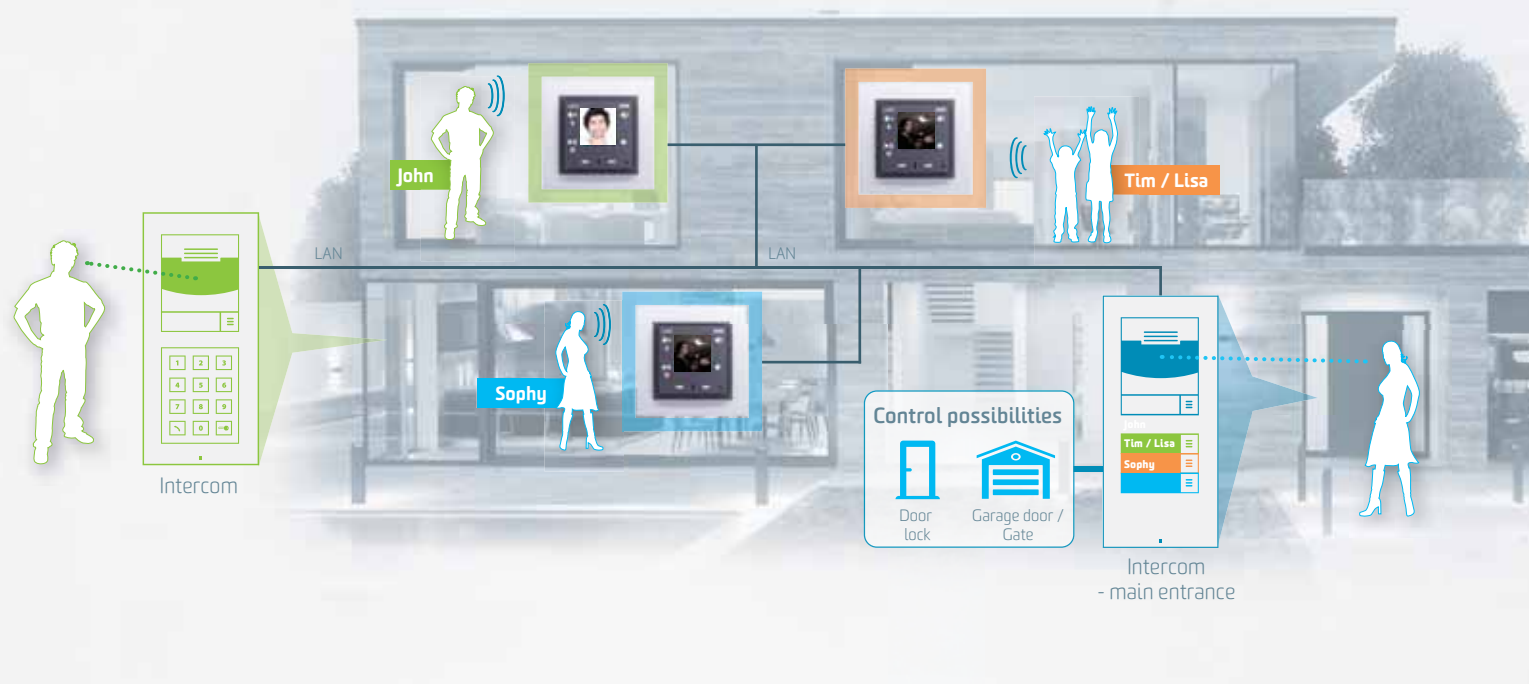 John
Tim / Lisa
LAN
LAN
Sophy
1 2 3
4 5 6
7 8 9
0
Intercom
Control possibilities
Door
lock
Garage door /
Gate
John
Tim / Lisa
Sophy
Intercom
- main entrance